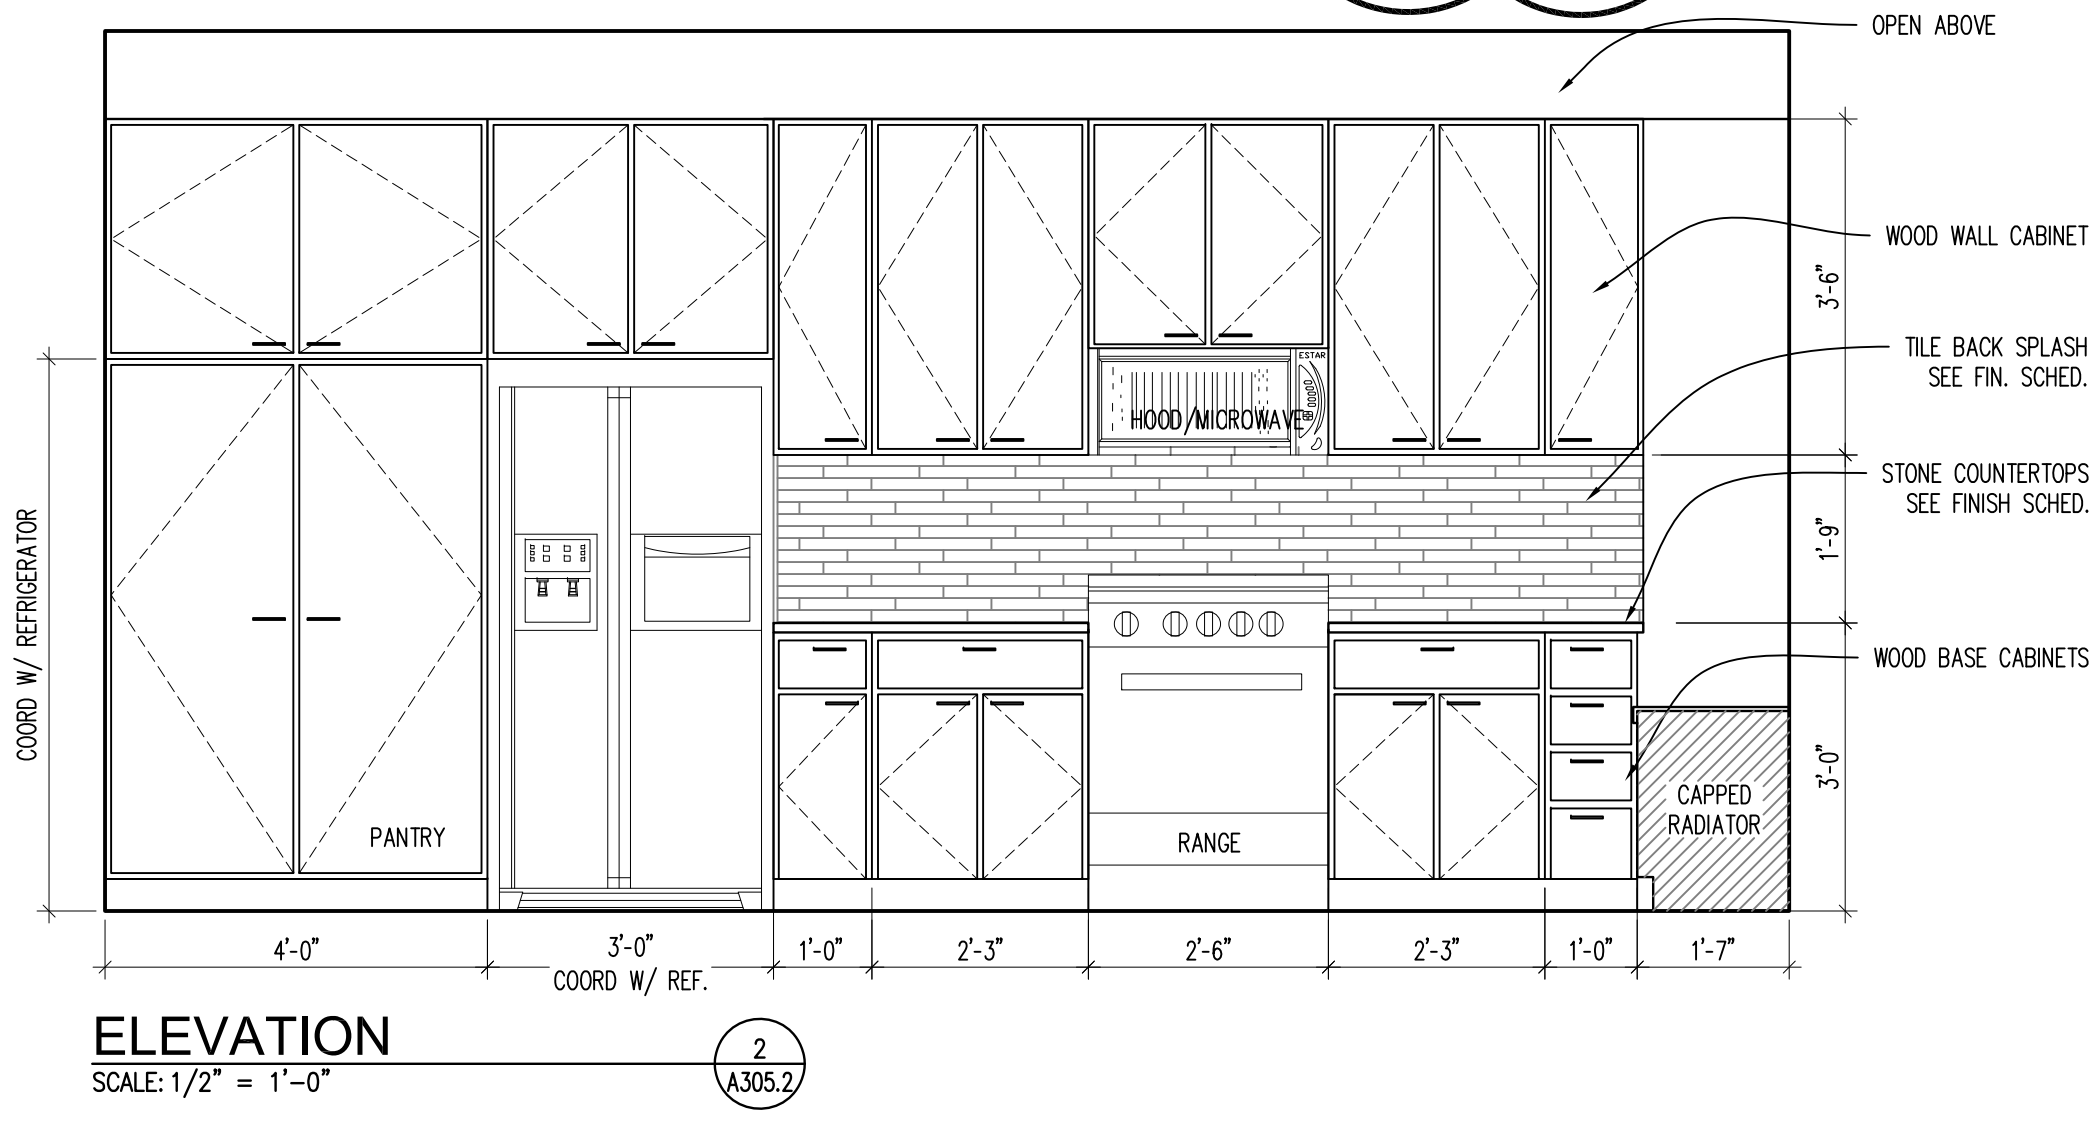 OPEN ABOVE
WOOD WALL CABINET
3'-6"
TILE BACK SPLASH
SEE FIN. SCHED.
ESTAR
HOOD/MICROWAVE
STONE COUNTERTOPS
SEE FINISH SCHED.
1'-9"
COORD W/ REFRIGERATOR
WOOD BASE CABINETS
3'-0"
CAPPED
RADIATOR
PANTRY
RANGE
4'-0"
3'-0"
COORD W/ REF.
1'-0"
2'-3"
2'-6"
2'-3"
1'-0"
1'-7"
ELEVATION
SCALE: 1/2" = 1'-0"
2
A305.2